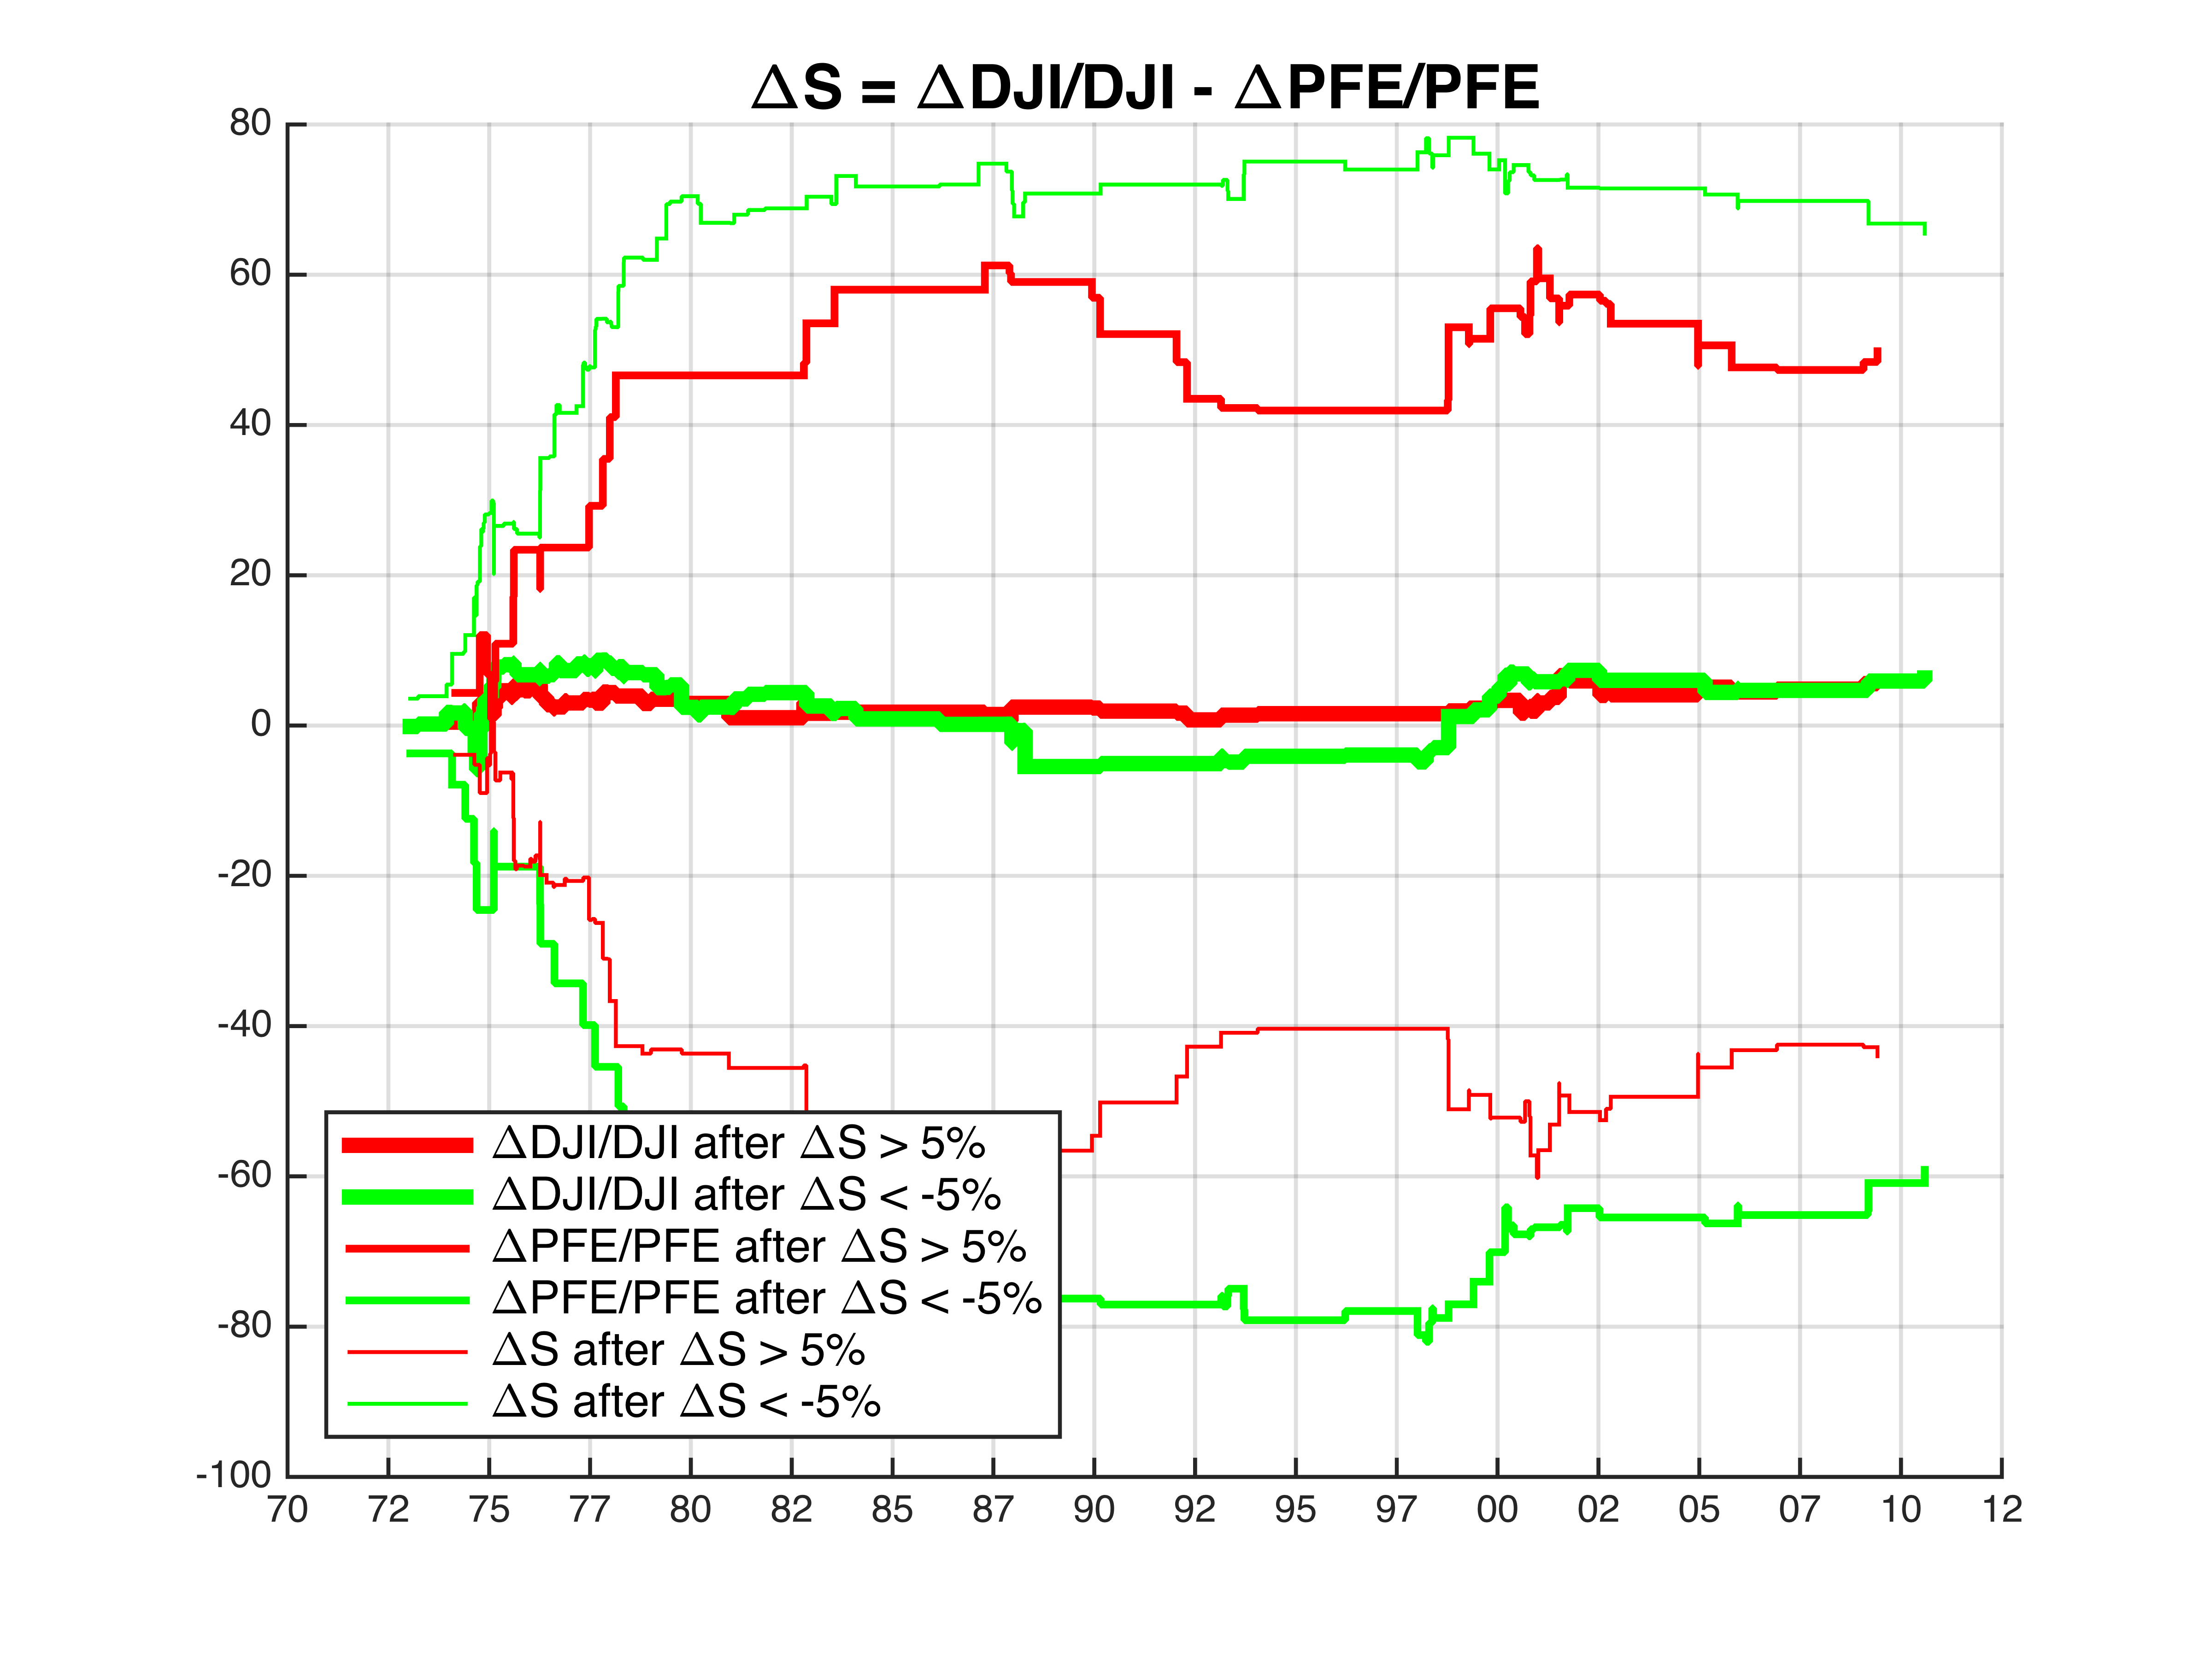 ΔS = ΔDJI/DJI - ΔPFE/PFE
80
60
40
20
0
-20
-40
-60
-80
-100
ΔDJI/DJI after ΔS > 5%
ΔDJI/DJI after ΔS < -5%
ΔPFE/PFE after ΔS > 5%
ΔPFE/PFE after ΔS < -5%
ΔS after ΔS > 5%
ΔS after ΔS < -5%
70 72 75 77 80 82 85 87 90 92 95 97 00 02 05 07 10 12